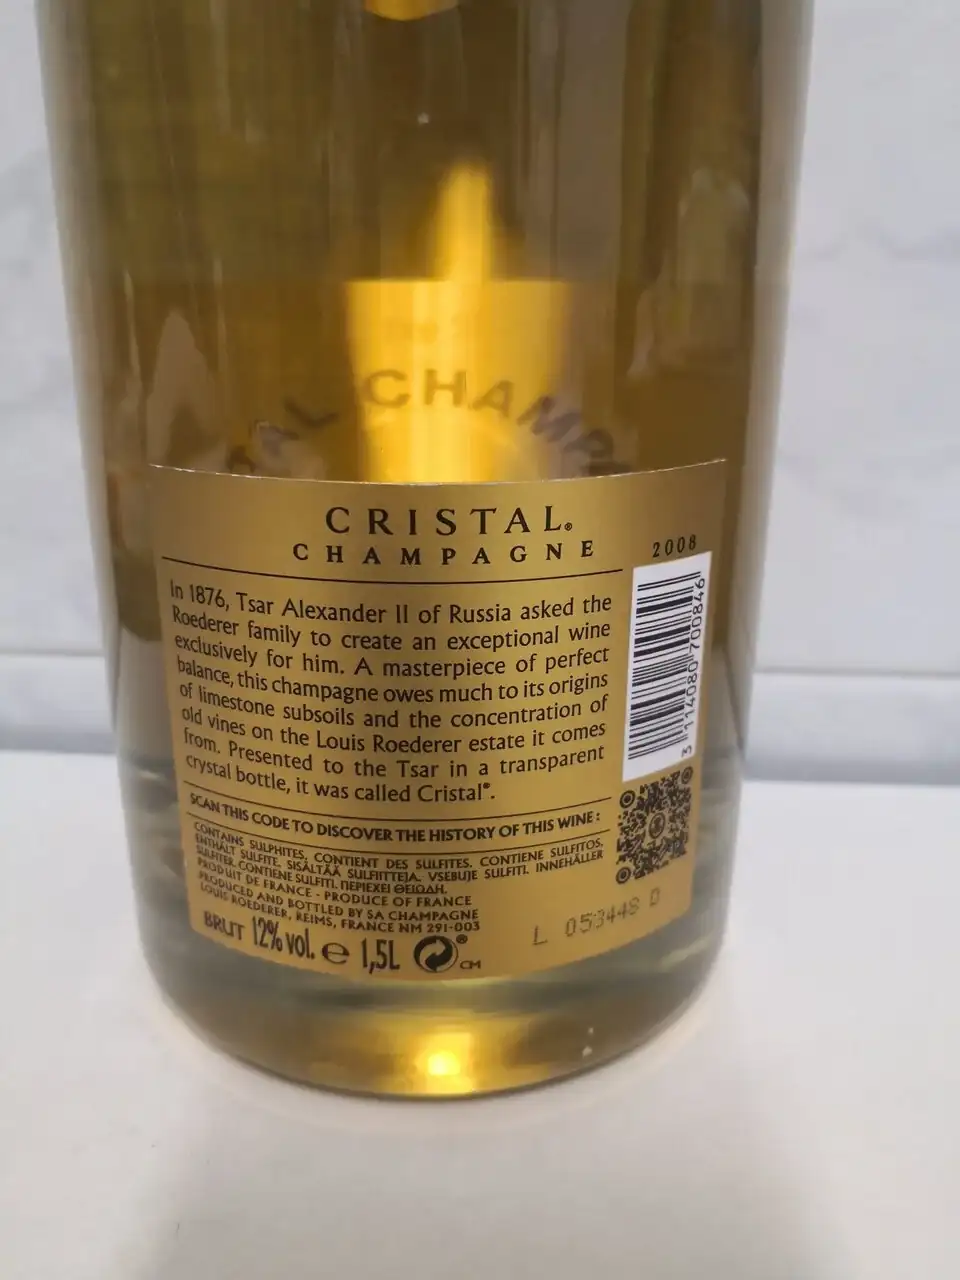 AL CHAMP
CRISTAL®
CHAMPAGNE
2008
In 1876, Tsar Alexander II of Russia asked the
Roederer family to create an exceptional wine
exclusively for him. A masterpiece of perfect
balance, this champagne owes much to its origins
of limestone subsoils and the concentration of
old vines on the Louis Roederer estate it comes
from. Presented to the Tsar in a transparent
crystal bottle, it was called Cristal®.
3 114080 700846
SCAN THIS CODE TO DISCOVER THE HISTORY OF THIS WINE :
CONTAINS SULPHITES. CONTIENT DES SULFITES. CONTIENE SULFITOS.
ENTHÄLT SULFITE. SISÄLTÄÄ SULFIITTEJA. VSEBUJE SULFITI. INNEHÅLLER
SULFITER. CONTIENE SULFITI. ΠΕΡΙΕΧΕΙ ΘΕΙΩΔΗ.
PRODUIT DE FRANCE - PRODUCE OF FRANCE
PRODUCED AND BOTTLED BY SA CHAMPAGNE
LOUIS ROEDERER, REIMS, FRANCE NM 291-003
BRUT 12% vol. e 1,5L ® CM
L 053448 D